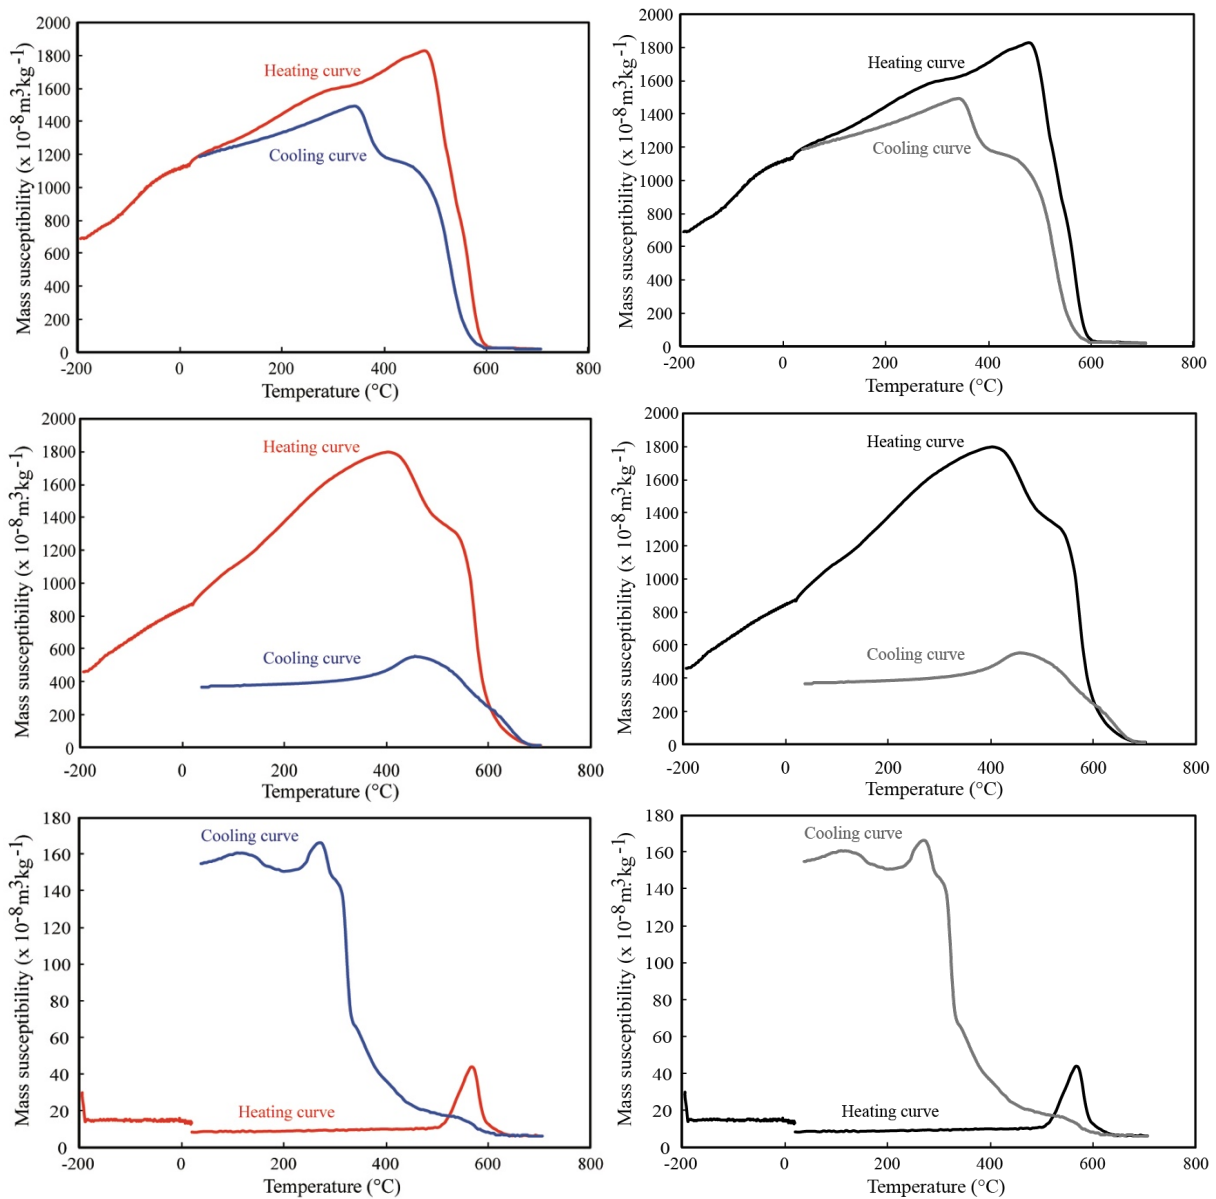 2000
1800
1600
1400
1200
1000
800
600
400
200
0
Mass susceptibility (x 10-8m3kg-1)
Heating curve
Cooling curve
-200 0 200 400 600 800
Temperature (°C)
2000
1800
1600
1400
1200
1000
800
600
400
200
0
Mass susceptibility (x 10-8m3kg-1)
Heating curve
Cooling curve
-200 0 200 400 600 800
Temperature (°C)
2000
1800
1600
1400
1200
1000
800
600
400
200
0
Mass susceptibility (x 10-8m3kg-1)
Heating curve
Cooling curve
-200 0 200 400 600 800
Temperature (°C)
2000
1800
1600
1400
1200
1000
800
600
400
200
0
Mass susceptibility (x 10-8m3kg-1)
Heating curve
Cooling curve
-200 0 200 400 600 800
Temperature (°C)
180
160
140
120
100
80
60
40
20
0
Mass susceptibility (x 10-8m3kg-1)
Cooling curve
Heating curve
-200 0 200 400 600 800
Temperature (°C)
180
160
140
120
100
80
60
40
20
0
Mass susceptibility (x 10-8m3kg-1)
Cooling curve
Heating curve
-200 0 200 400 600 800
Temperature (°C)